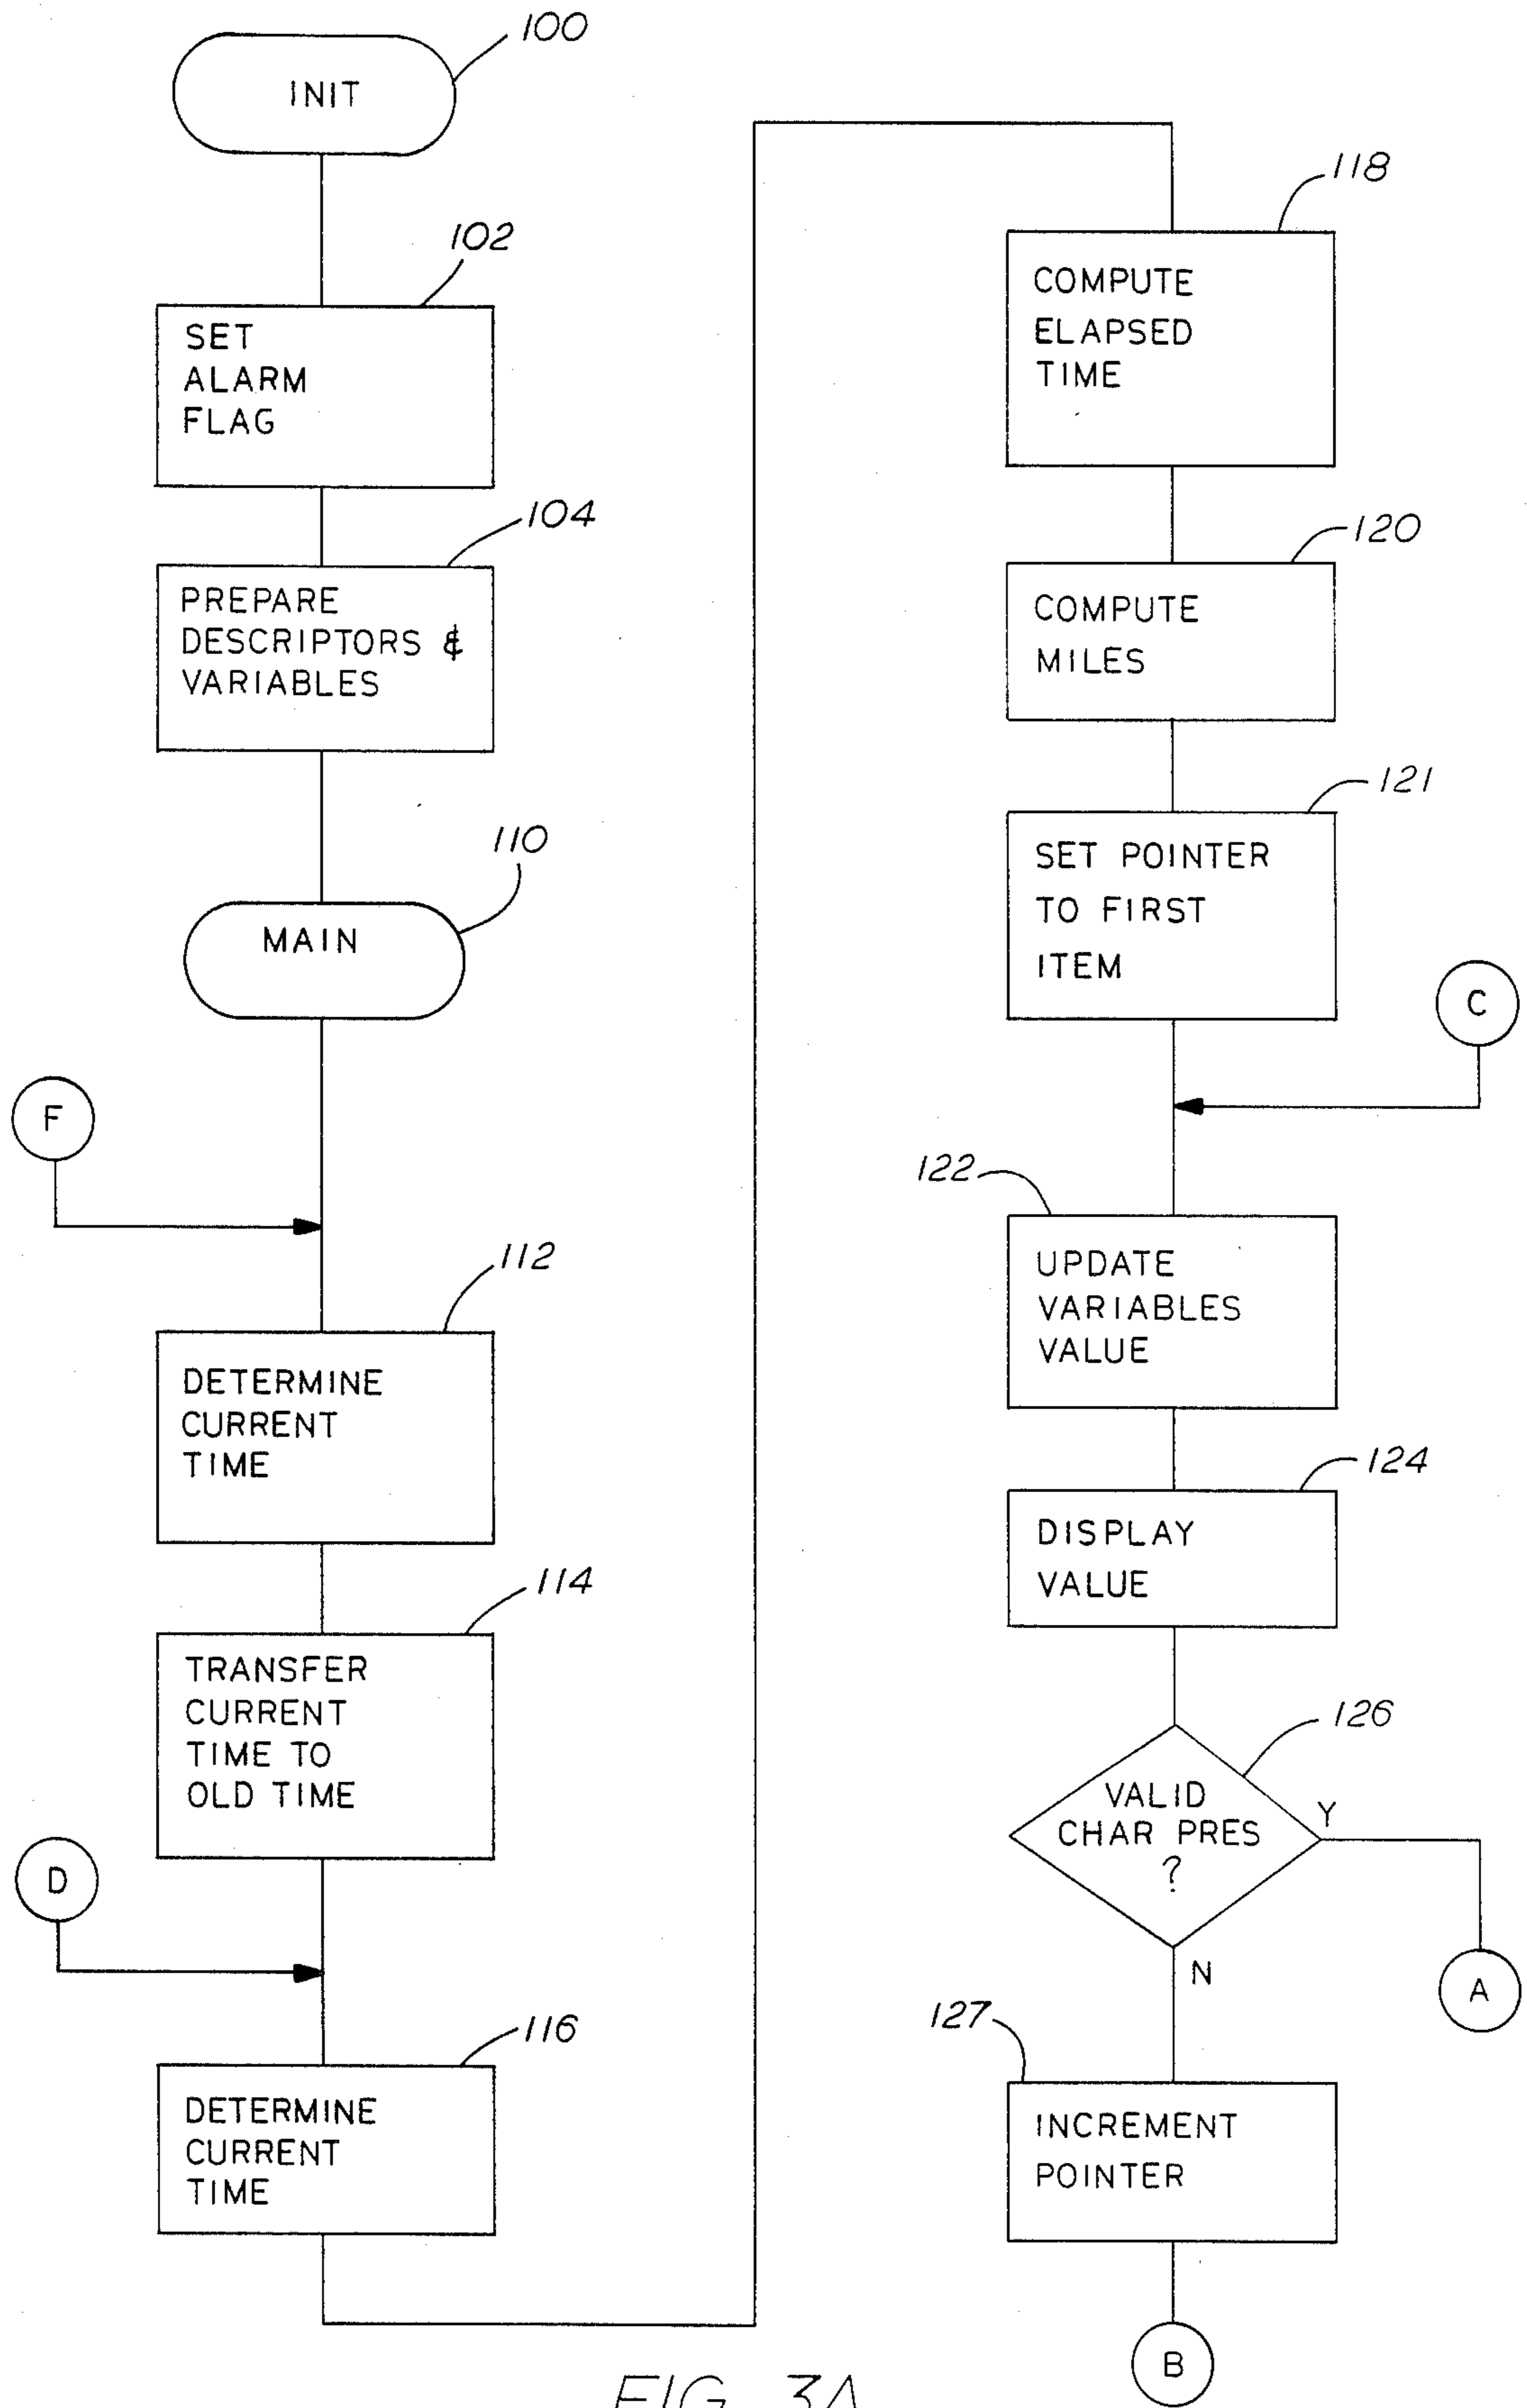 100
INIT
102
SET
ALARM
FLAG
104
PREPARE
DESCRIPTORS &
VARIABLES
110
MAIN
F
112
DETERMINE
CURRENT
TIME
114
TRANSFER
CURRENT
TIME TO
OLD TIME
D
116
DETERMINE
CURRENT
TIME
118
COMPUTE
ELAPSED
TIME
120
COMPUTE
MILES
121
SET POINTER
TO FIRST
ITEM
C
122
UPDATE
VARIABLES
VALUE
124
DISPLAY
VALUE
126
VALID
CHAR PRES
?
Y
A
N
127
INCREMENT
POINTER
B
FIG. 3A